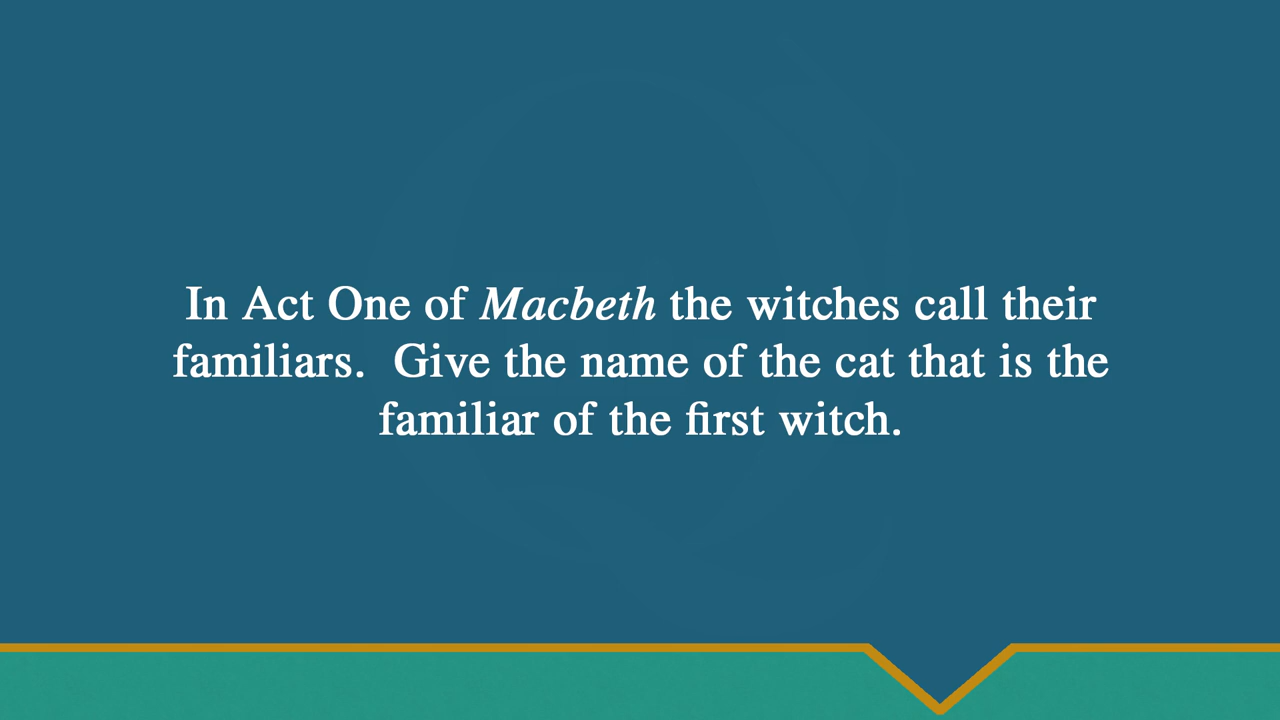 In Act One of Macbeth the witches call their
familiars.  Give the name of the cat that is the
familiar of the first witch.